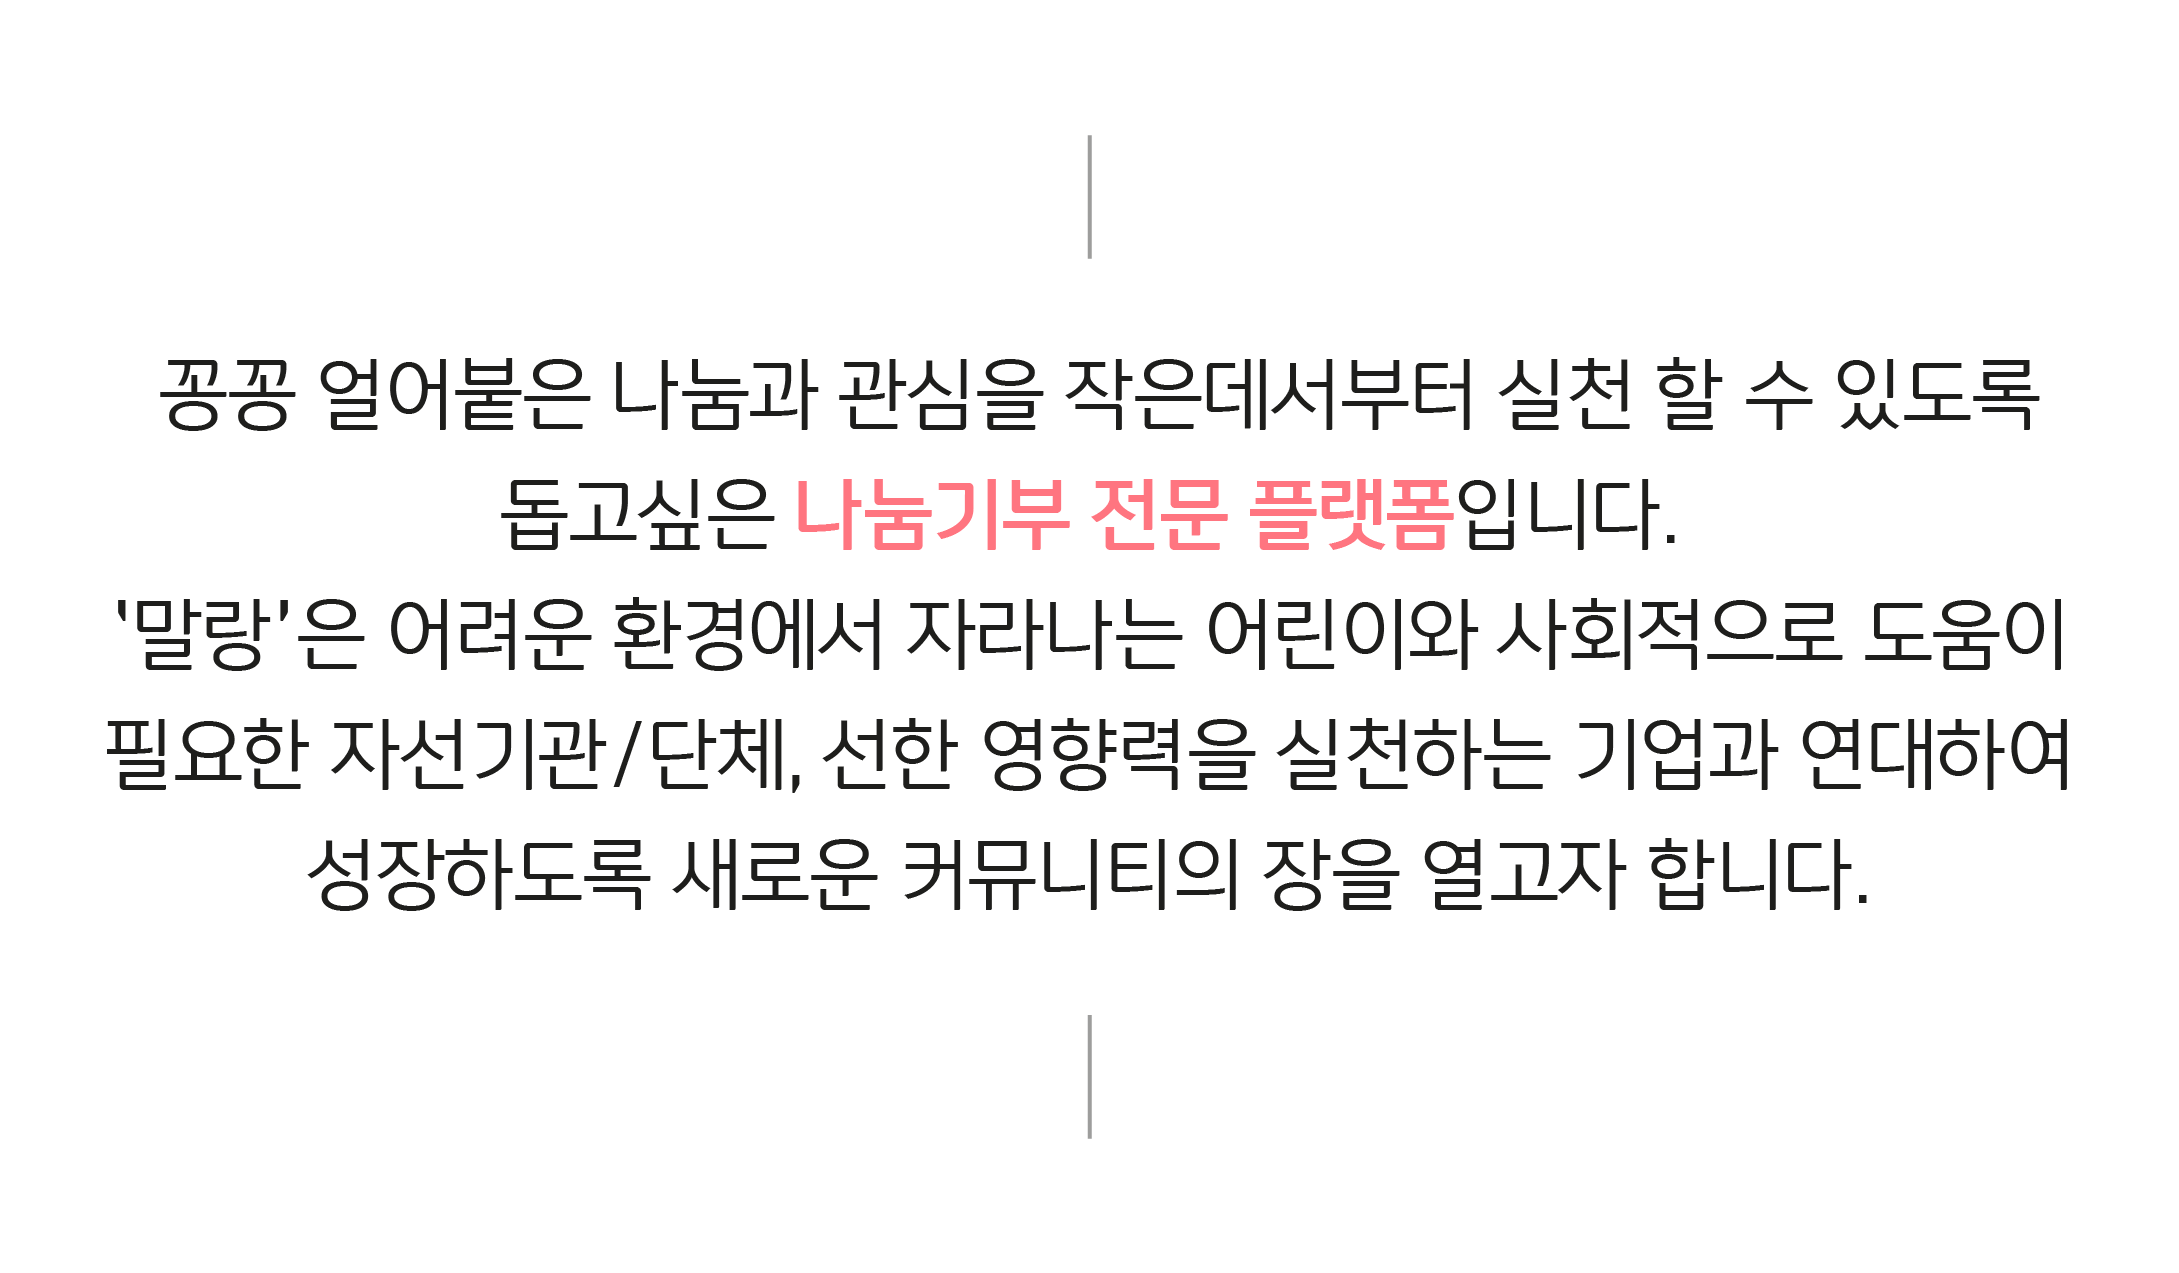 꽁꽁 얼어붙은 나눔과 관심을 작은데서부터 실천 할 수 있도록
돕고싶은 나눔기부 전문 플랫폼입니다.
'말랑'은 어려운 환경에서 자라나는 어린이와 사회적으로 도움이
필요한 자선기관/단체, 선한 영향력을 실천하는 기업과 연대하여
성장하도록 새로운 커뮤니티의 장을 열고자 합니다.